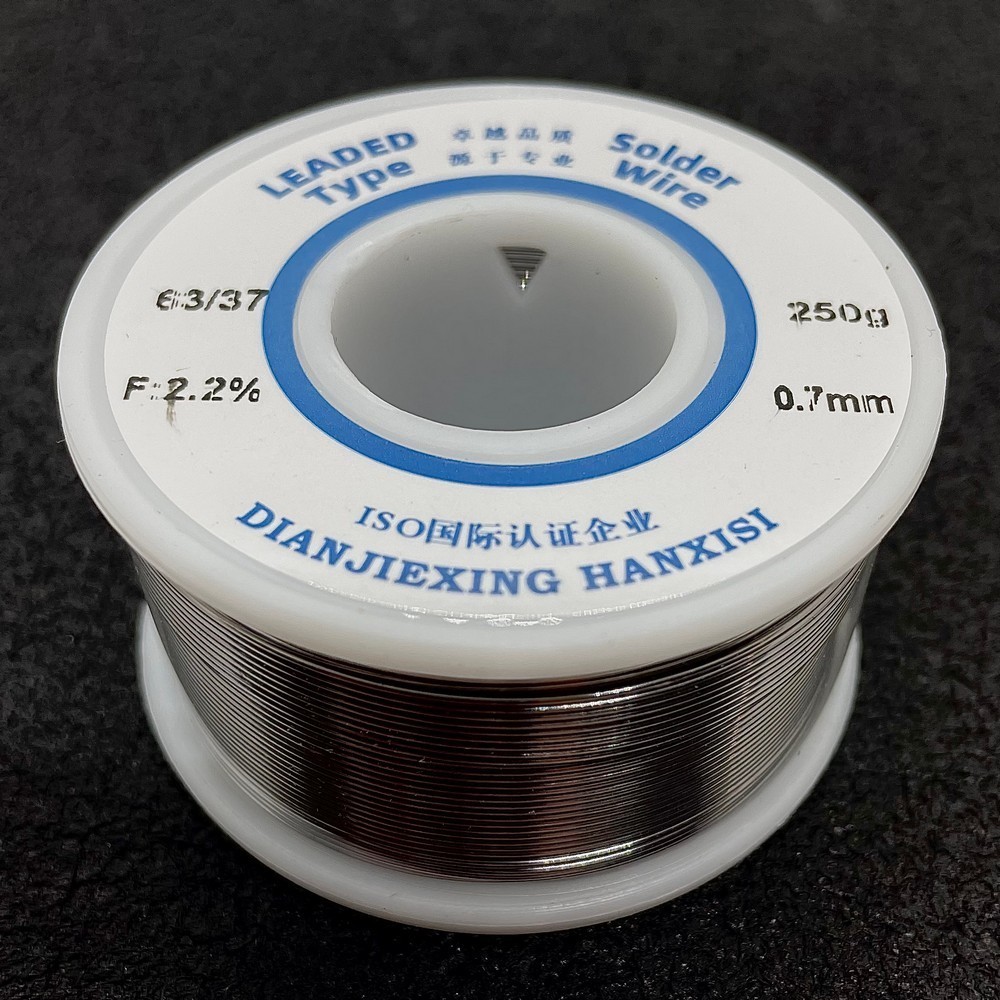 LEADED
Type
卓越品质
源于专业
Solder
Wire
63/37
250g
F:2.2%
0.7mm
ISO国际认证企业
DIANJIEXING HANXISI